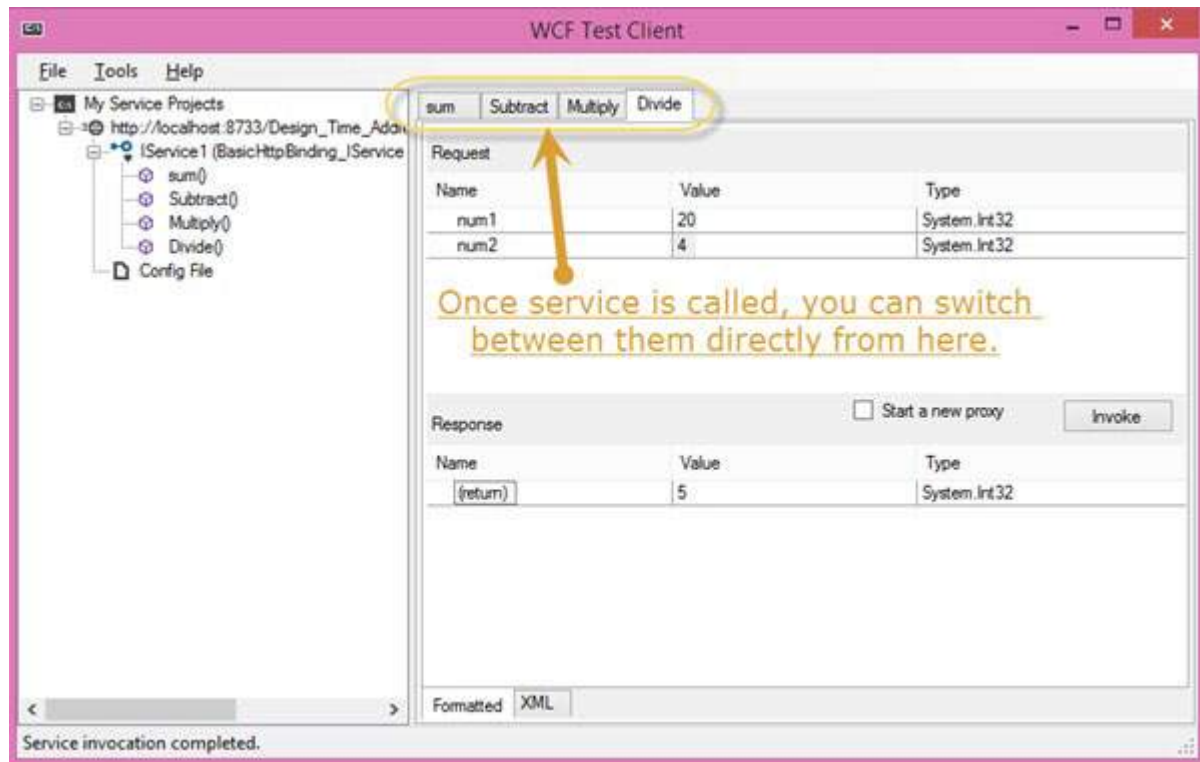 WCF Test Client
File Tools Help
My Service Projects
http://localhost:8733/Design_Time_Addre
IService1 (BasicHttpBinding_IService
sum()
Subtract()
Multiply()
Divide()
Config File
sum Subtract Multiply Divide
Request
Name Value Type
num1 20 System.Int32
num2 4 System.Int32
Once service is called, you can switch
between them directly from here.
Response Start a new proxy Invoke
Name Value Type
(return) 5 System.Int32
Formatted XML
Service invocation completed.